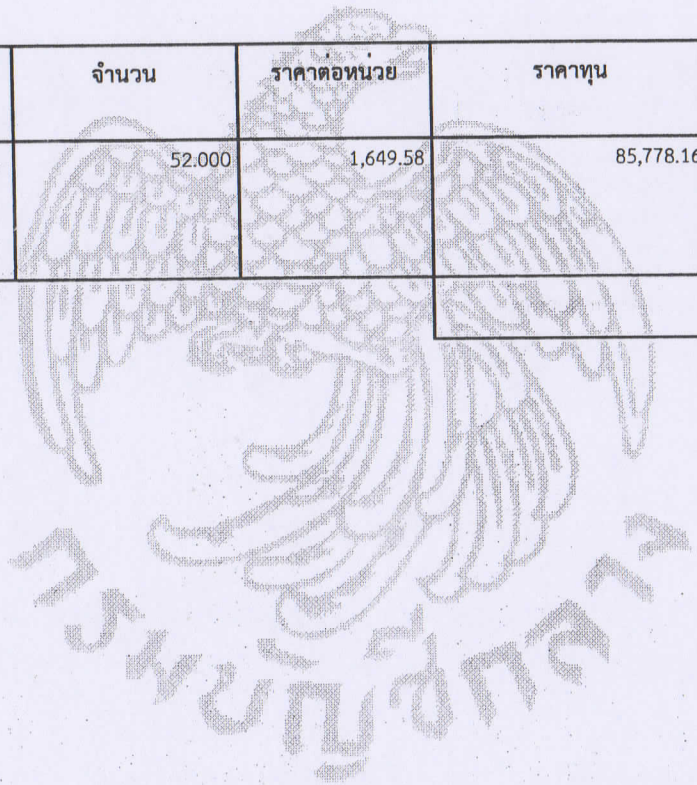 จำนวน ราคาต่อหน่วย ราคาทุน
52.000 1,649.58 85,778.16
กรมบัญชีกลาง